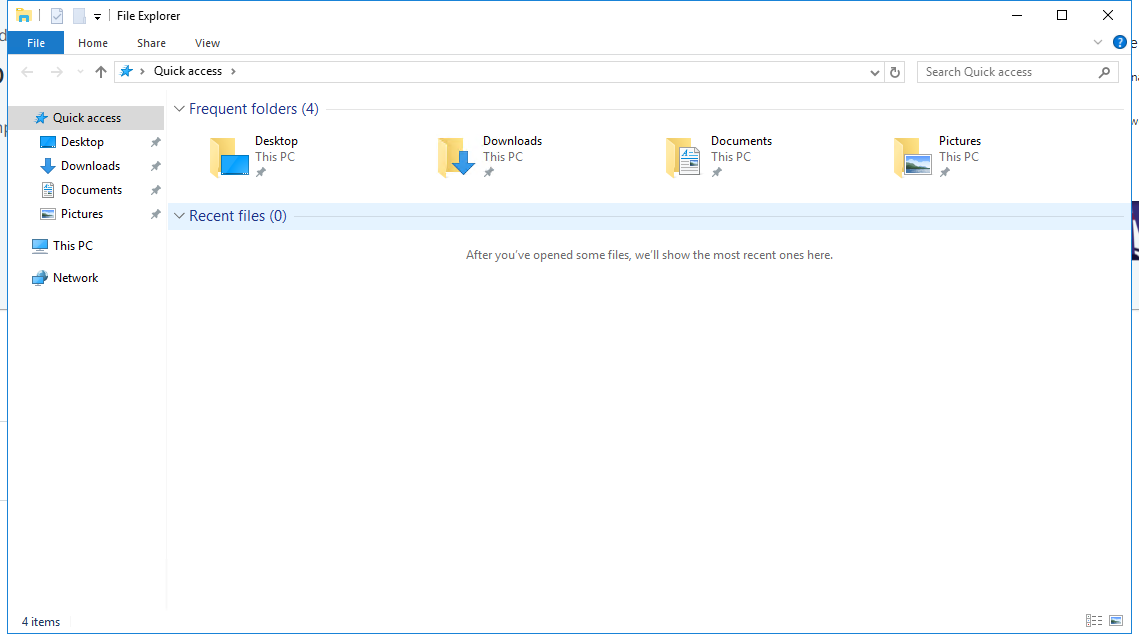 File Explorer
File Home Share View
Quick access
Search Quick access
Quick access
Desktop
Downloads
Documents
Pictures
This PC
Network
Frequent folders (4)
Desktop
This PC
Downloads
This PC
Documents
This PC
Pictures
This PC
Recent files (0)
After you've opened some files, we'll show the most recent ones here.
4 items